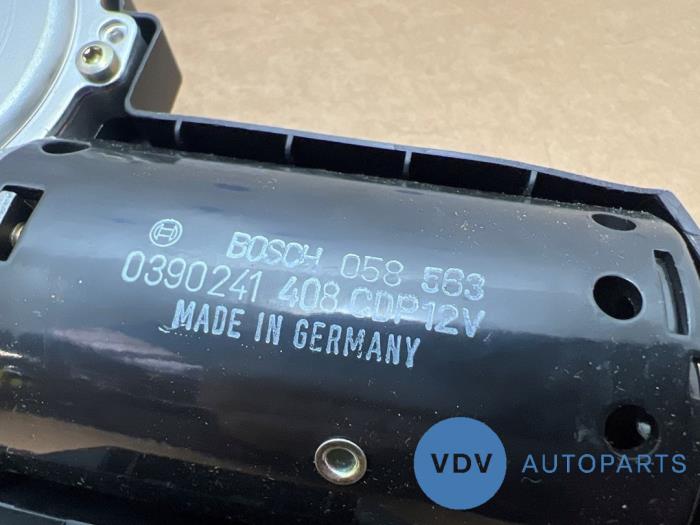 BOSCH 058 563
0390241 408 CDP12V
MADE IN GERMANY
VDV AUTOPARTS